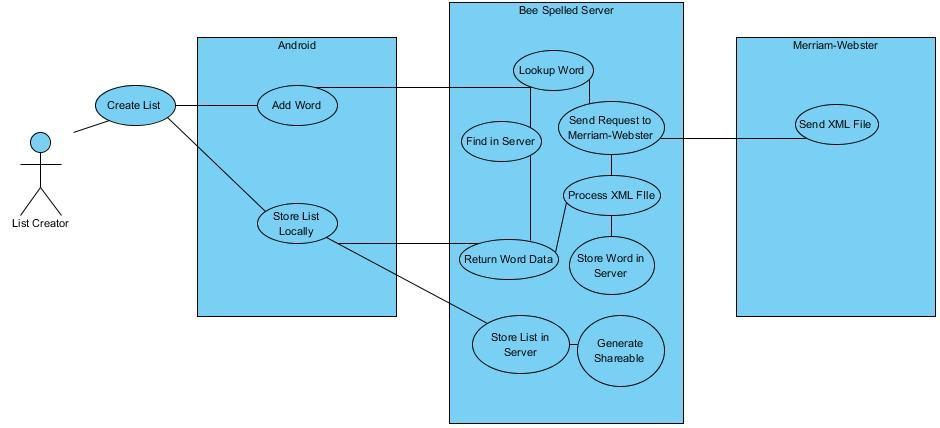 Bee Spelled Server
Android
Merriam-Webster
Lookup Word
Create List
Add Word
Send Request to
Merriam-Webster
Send XML File
Find in Server
Process XML FIle
List Creator
Store List
Locally
Return Word Data
Store Word in
Server
Store List in
Server
Generate
Shareable